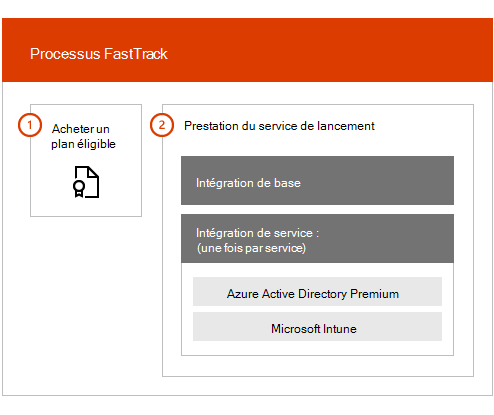 Processus FastTrack
1
Acheter un
plan éligible
2
Prestation du service de lancement
Intégration de base
Intégration de service :
(une fois par service)
Azure Active Directory Premium
Microsoft Intune